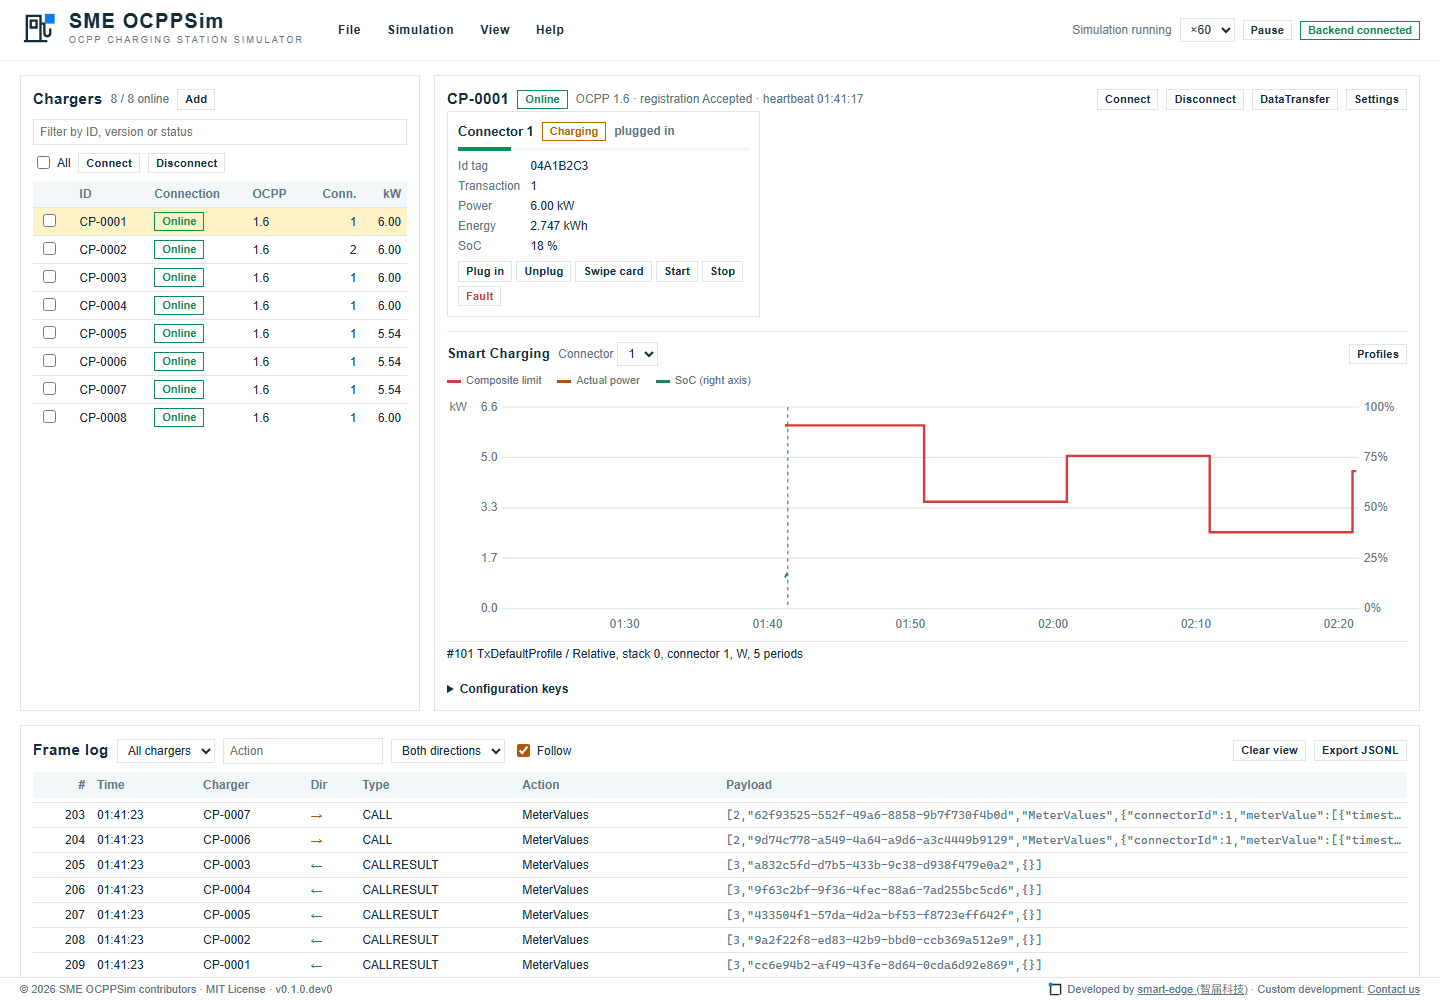 SME OCPPSim
OCPP CHARGING STATION SIMULATOR
File Simulation View Help
Simulation running ×60 Pause Backend connected
Chargers 8 / 8 online Add
Filter by ID, version or status
All Connect Disconnect
ID Connection OCPP Conn. kW
CP-0001 Online 1.6 1 6.00
CP-0002 Online 1.6 2 6.00
CP-0003 Online 1.6 1 6.00
CP-0004 Online 1.6 1 6.00
CP-0005 Online 1.6 1 5.54
CP-0006 Online 1.6 1 5.54
CP-0007 Online 1.6 1 5.54
CP-0008 Online 1.6 1 6.00
CP-0001 Online OCPP 1.6 · registration Accepted · heartbeat 01:41:17
Connect Disconnect DataTransfer Settings
Connector 1 Charging plugged in
Id tag 04A1B2C3
Transaction 1
Power 6.00 kW
Energy 2.747 kWh
SoC 18 %
Plug in Unplug Swipe card Start Stop
Fault
Smart Charging Connector 1 Profiles
Composite limit Actual power SoC (right axis)
kW 6.6 100%
5.0 75%
3.3 50%
1.7 25%
0.0 0%
01:30 01:40 01:50 02:00 02:10 02:20
#101 TxDefaultProfile / Relative, stack 0, connector 1, W, 5 periods
Configuration keys
Frame log All chargers Action Both directions Follow Clear view Export JSONL
# Time Charger Dir Type Action Payload
203 01:41:23 CP-0007 → CALL MeterValues [2,"62f93525-552f-49a6-8858-9b7f730f4b0d","MeterValues",{"connectorId":1,"meterValue":[{"timest…
204 01:41:23 CP-0006 → CALL MeterValues [2,"9d74c778-a549-4a64-a9d6-a3c4449b9129","MeterValues",{"connectorId":1,"meterValue":[{"timest…
205 01:41:23 CP-0003 ← CALLRESULT MeterValues [3,"a832c5fd-d7b5-433b-9c38-d938f479e0a2",{}]
206 01:41:23 CP-0004 ← CALLRESULT MeterValues [3,"9f63c2bf-9f36-4fec-88a6-7ad255bc5cd6",{}]
207 01:41:23 CP-0005 ← CALLRESULT MeterValues [3,"433504f1-57da-4d2a-bf53-f8723eff642f",{}]
208 01:41:23 CP-0002 ← CALLRESULT MeterValues [3,"9a2f22f8-ed83-42b9-bbd0-ccb369a512e9",{}]
209 01:41:23 CP-0001 ← CALLRESULT MeterValues [3,"cc6e94b2-af49-43fe-8d64-0cda6d92e869",{}]
© 2026 SME OCPPSim contributors · MIT License · v0.1.0.dev0
Developed by smart-edge (智届科技) · Custom development: Contact us